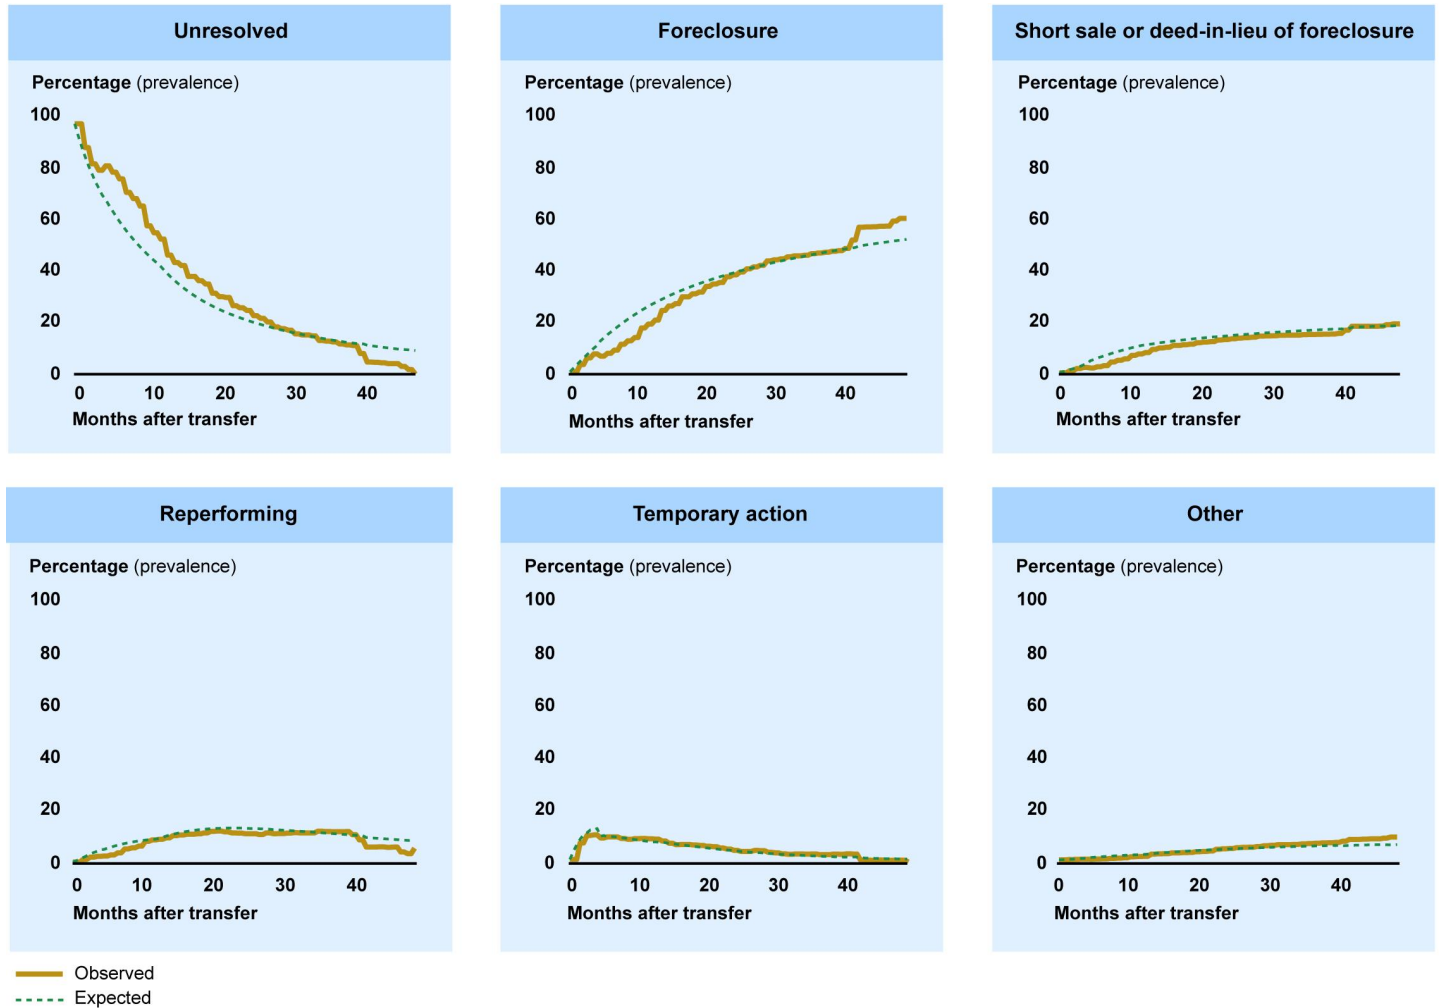 Unresolved
Percentage (prevalence)
100
80
60
40
20
0
0 10 20 30 40
Months after transfer
Foreclosure
Percentage (prevalence)
100
80
60
40
20
0
0 10 20 30 40
Months after transfer
Short sale or deed-in-lieu of foreclosure
Percentage (prevalence)
100
80
60
40
20
0
0 10 20 30 40
Months after transfer
Reperforming
Percentage (prevalence)
100
80
60
40
20
0
0 10 20 30 40
Months after transfer
Temporary action
Percentage (prevalence)
100
80
60
40
20
0
0 10 20 30 40
Months after transfer
Other
Percentage (prevalence)
100
80
60
40
20
0
0 10 20 30 40
Months after transfer
Observed
Expected